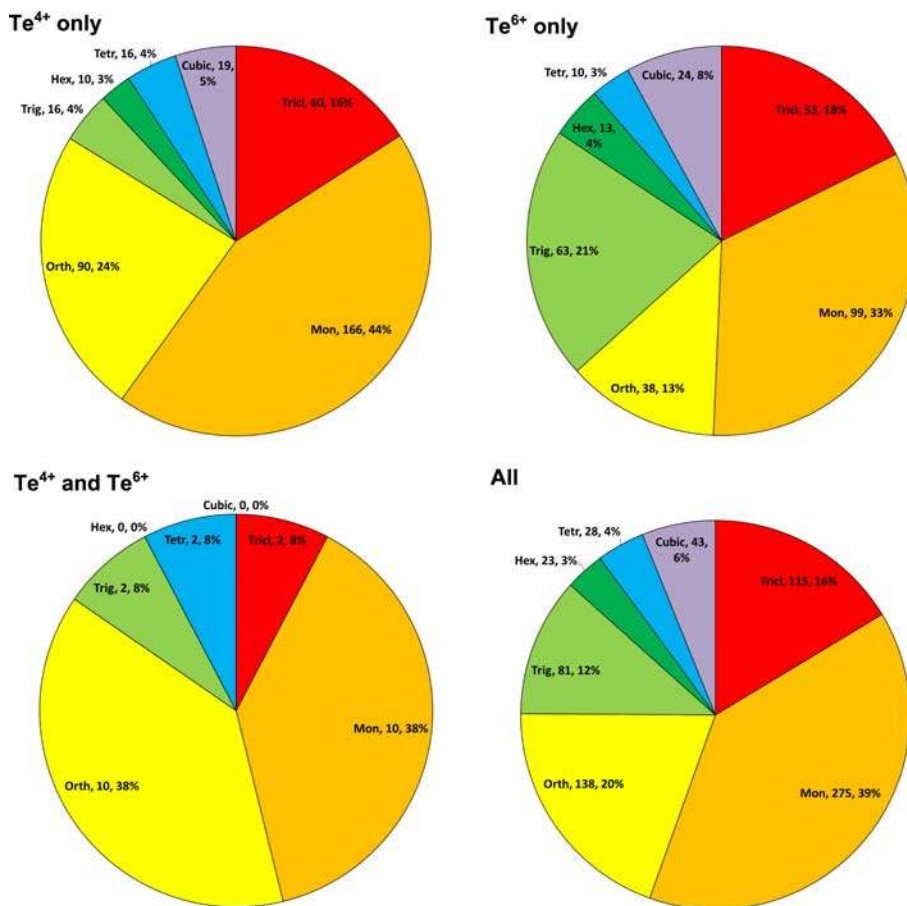 Te⁴⁺ only
Tetr, 16, 4%
Cubic, 19,
5%
Hex, 10, 3%
Tricl, 60, 16%
Trig, 16, 4%
Orth, 90, 24%
Mon, 166, 44%
Te⁶⁺ only
Tetr, 10, 3%
Cubic, 24, 8%
Tricl, 53, 18%
Hex, 13,
4%
Trig, 63, 21%
Mon, 99, 33%
Orth, 38, 13%
Te⁴⁺ and Te⁶⁺
Cubic, 0, 0%
Hex, 0, 0%
Tetr, 2, 8%
Tricl, 2, 8%
Trig, 2, 8%
Mon, 10, 38%
Orth, 10, 38%
All
Tetr, 28, 4%
Cubic, 43,
6%
Hex, 23, 3%
Tricl, 115, 16%
Trig, 81, 12%
Orth, 138, 20%
Mon, 275, 39%